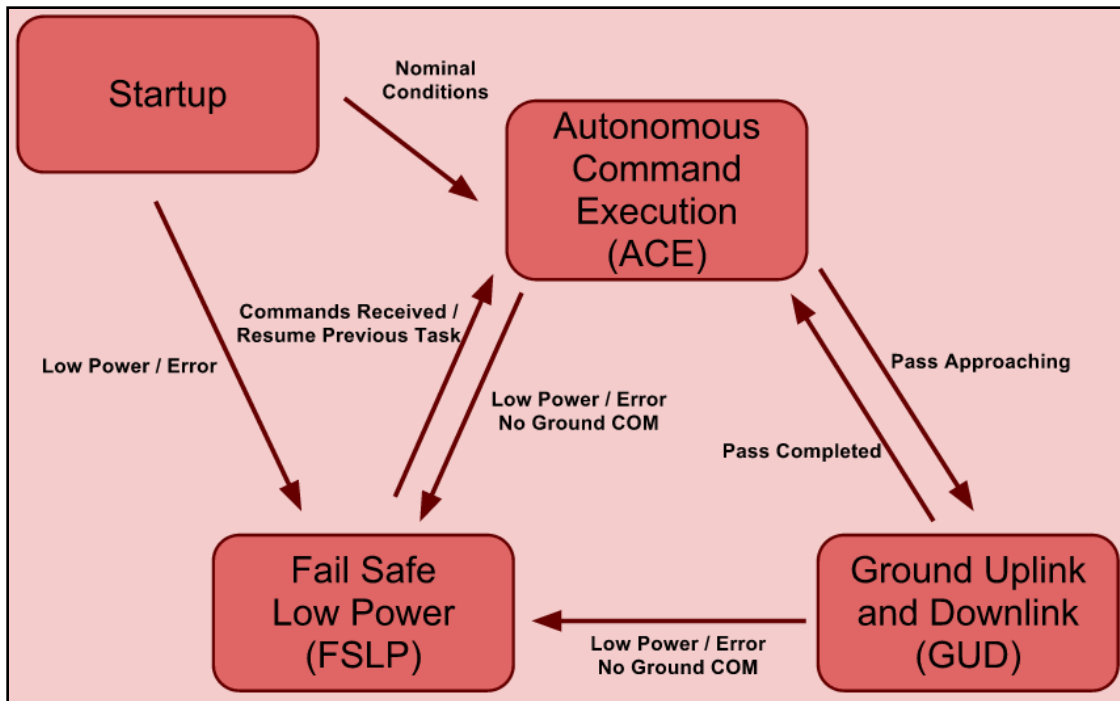 Startup
Nominal
Conditions
Autonomous
Command
Execution
(ACE)
Commands Received /
Resume Previous Task
Low Power / Error
Low Power / Error
No Ground COM
Pass Approaching
Pass Completed
Fail Safe
Low Power
(FSLP)
Low Power / Error
No Ground COM
Ground Uplink
and Downlink
(GUD)